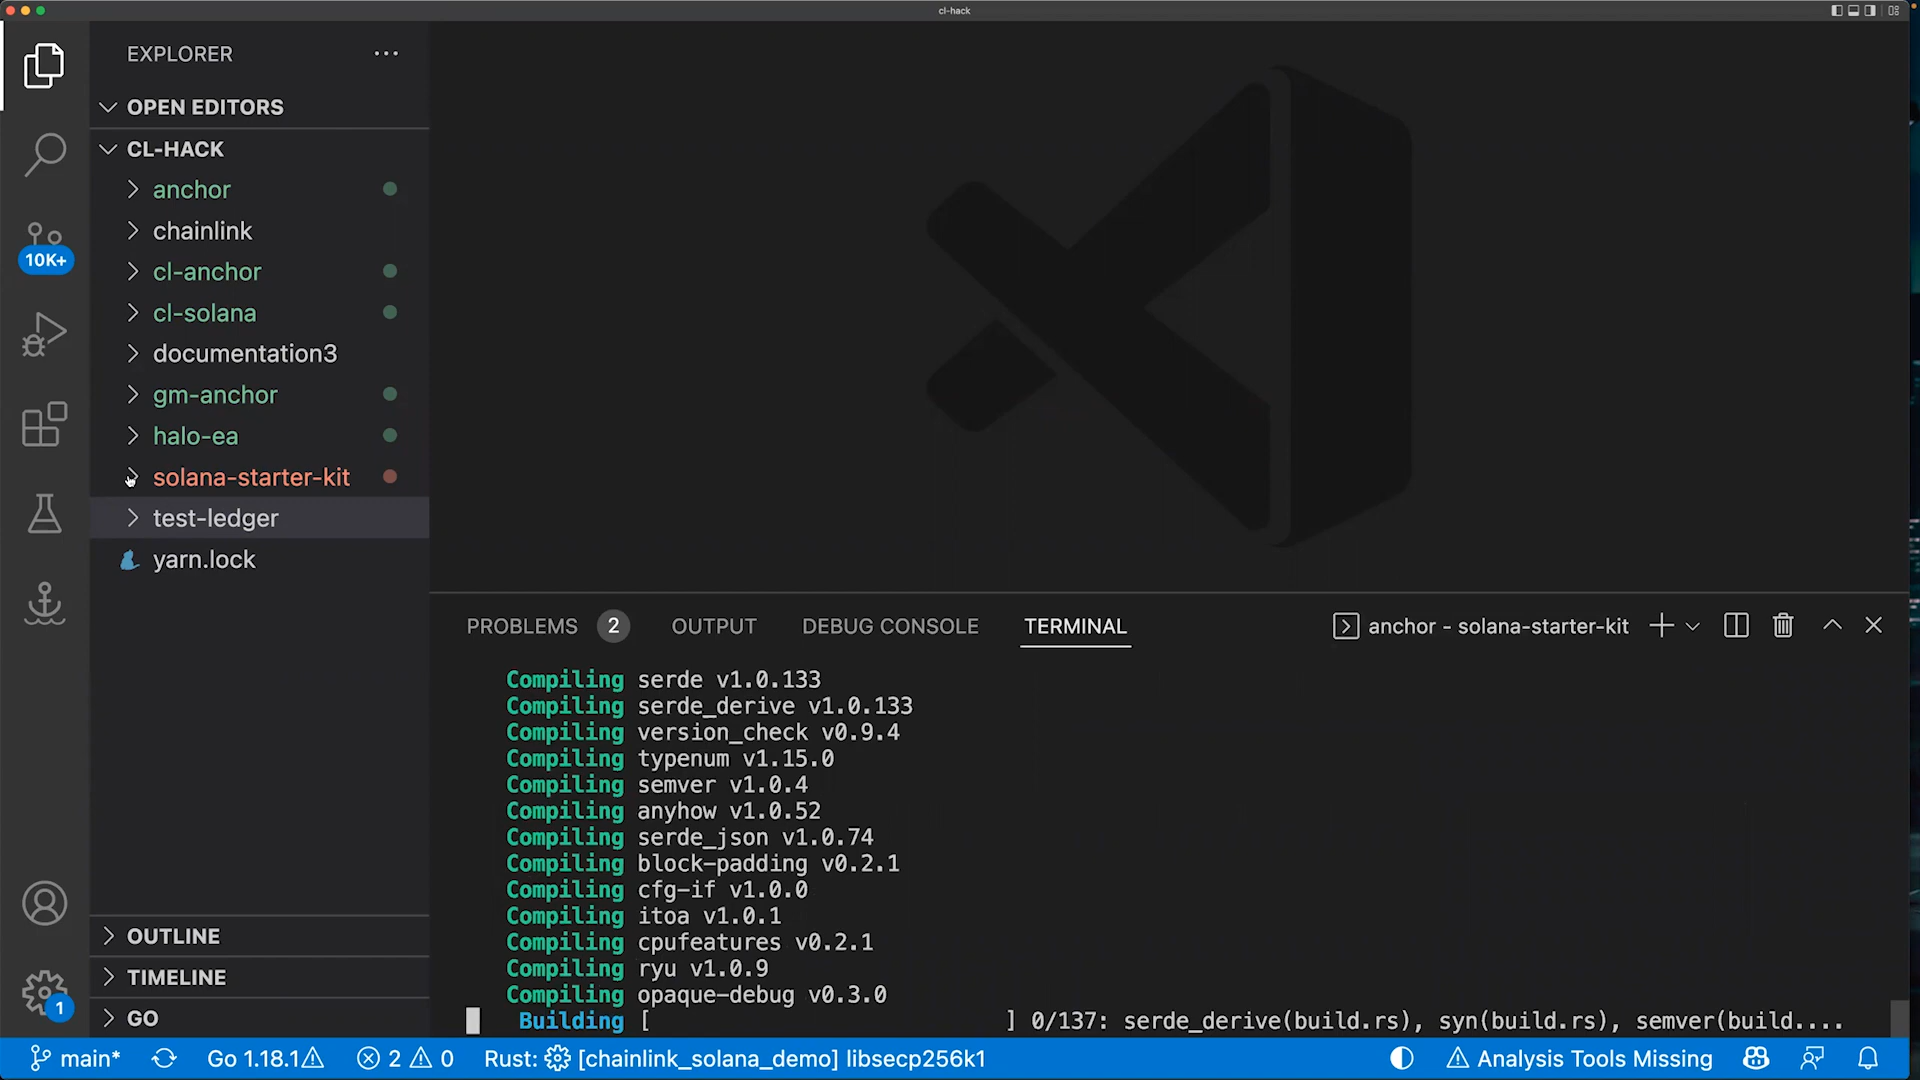 cl-hack
EXPLORER
OPEN EDITORS
CL-HACK
anchor
chainlink
cl-anchor
cl-solana
documentation3
gm-anchor
halo-ea
solana-starter-kit
test-ledger
yarn.lock
OUTLINE
TIMELINE
GO
10K+
1
PROBLEMS 2 OUTPUT DEBUG CONSOLE TERMINAL anchor - solana-starter-kit
Compiling serde v1.0.133
Compiling serde_derive v1.0.133
Compiling version_check v0.9.4
Compiling typenum v1.15.0
Compiling semver v1.0.4
Compiling anyhow v1.0.52
Compiling serde_json v1.0.74
Compiling block-padding v0.2.1
Compiling cfg-if v1.0.0
Compiling itoa v1.0.1
Compiling cpufeatures v0.2.1
Compiling ryu v1.0.9
Compiling opaque-debug v0.3.0
Building [ ] 0/137: serde_derive(build.rs), syn(build.rs), semver(build....
main* Go 1.18.1 2 0 Rust: [chainlink_solana_demo] libsecp256k1 Analysis Tools Missing